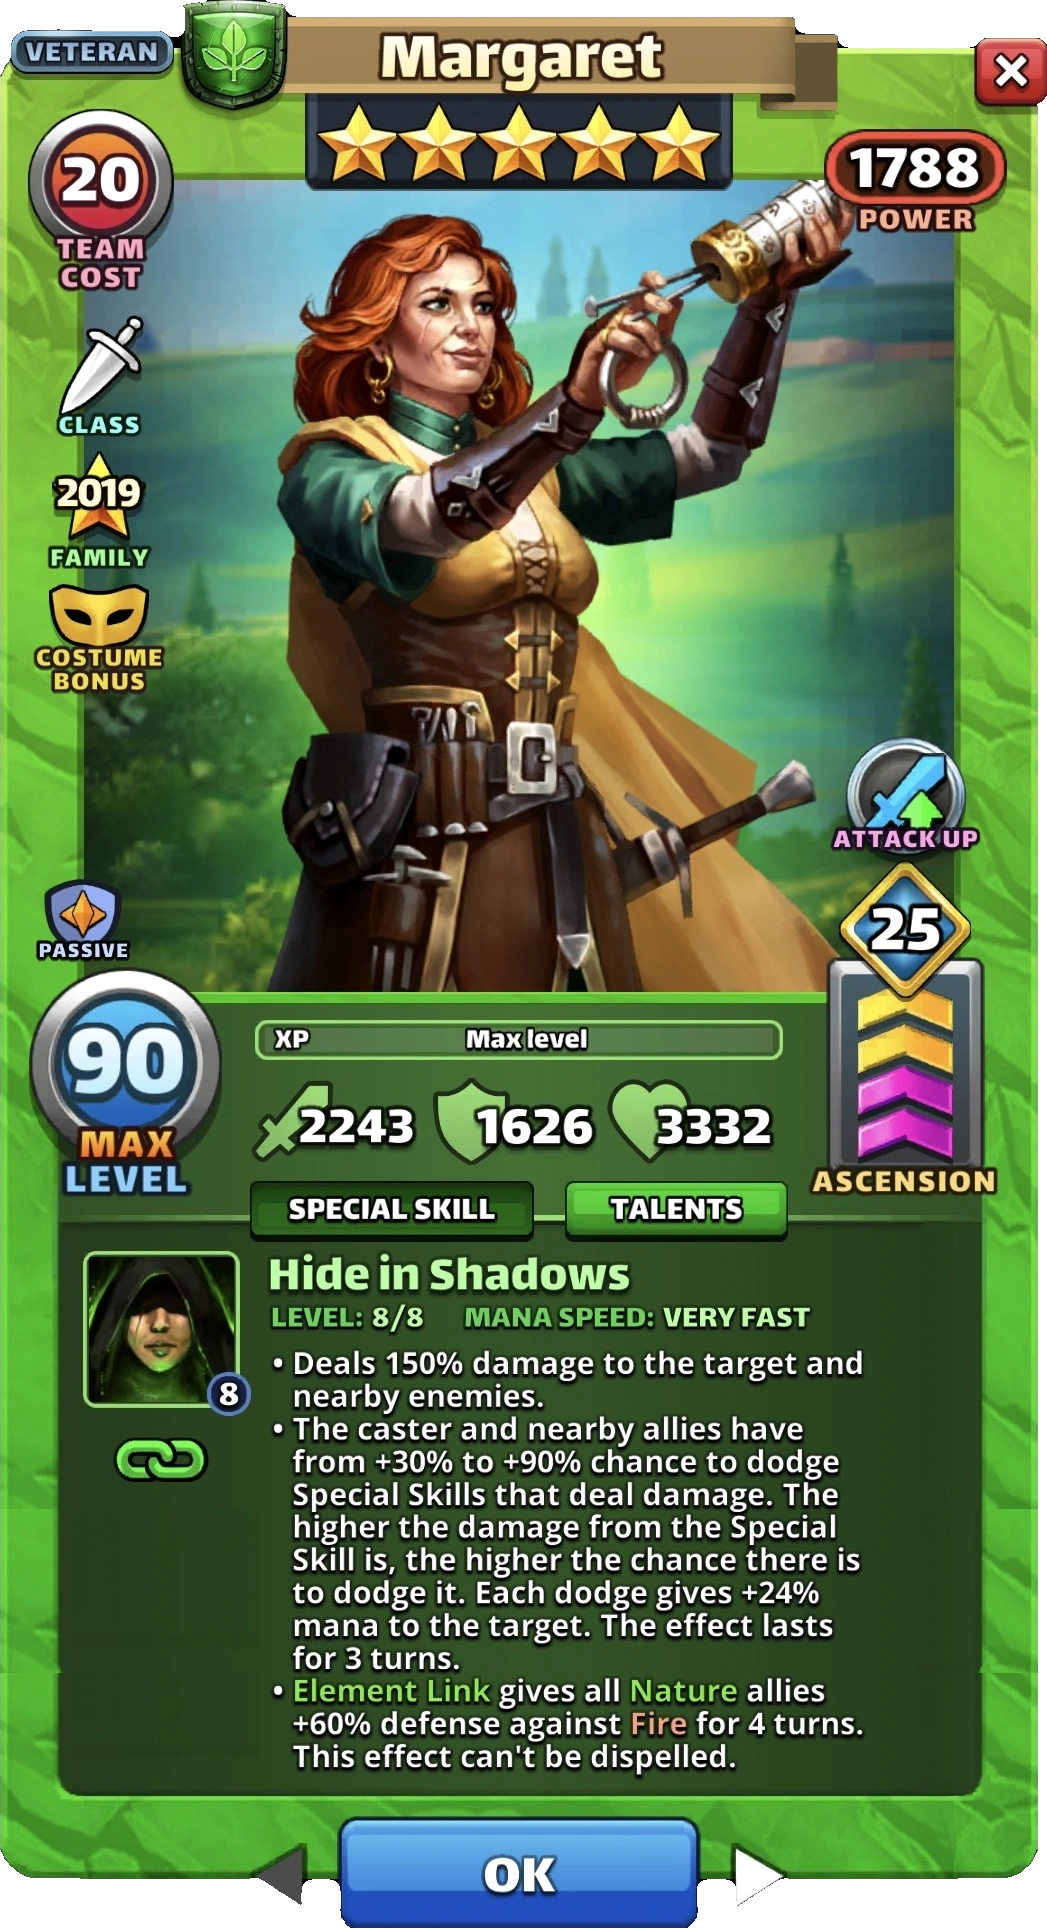 VETERAN
Margaret
20
TEAM
COST
1788
POWER
CLASS
2019
FAMILY
COSTUME
BONUS
ATTACK UP
25
PASSIVE
90
MAX
LEVEL
XP Max level
2243 1626 3332
ASCENSION
SPECIAL SKILL TALENTS
Hide in Shadows
LEVEL: 8/8 MANA SPEED: VERY FAST
8
• Deals 150% damage to the target and
nearby enemies.
• The caster and nearby allies have
from +30% to +90% chance to dodge
Special Skills that deal damage. The
higher the damage from the Special
Skill is, the higher the chance there is
to dodge it. Each dodge gives +24%
mana to the target. The effect lasts
for 3 turns.
• Element Link gives all Nature allies
+60% defense against Fire for 4 turns.
This effect can't be dispelled.
OK